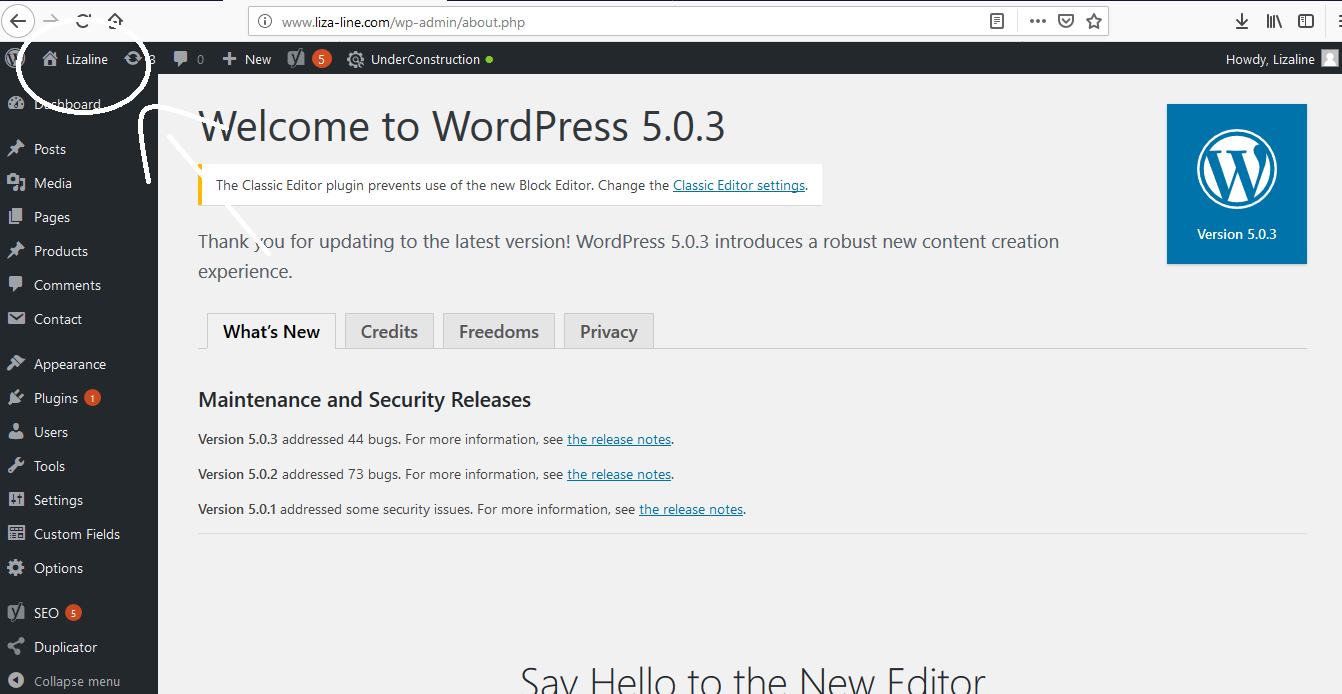 www.liza-line.com/wp-admin/about.php
Lizaline 3 0 New 5 UnderConstruction Howdy, Lizaline
Dashboard
Posts
Media
Pages
Products
Comments
Contact
Appearance
Plugins 1
Users
Tools
Settings
Custom Fields
Options
SEO 5
Duplicator
Collapse menu
Welcome to WordPress 5.0.3
The Classic Editor plugin prevents use of the new Block Editor. Change the Classic Editor settings.
Thank you for updating to the latest version! WordPress 5.0.3 introduces a robust new content creation
experience.
Version 5.0.3
What's New Credits Freedoms Privacy
Maintenance and Security Releases
Version 5.0.3 addressed 44 bugs. For more information, see the release notes.
Version 5.0.2 addressed 73 bugs. For more information, see the release notes.
Version 5.0.1 addressed some security issues. For more information, see the release notes.
Say Hello to the New Editor